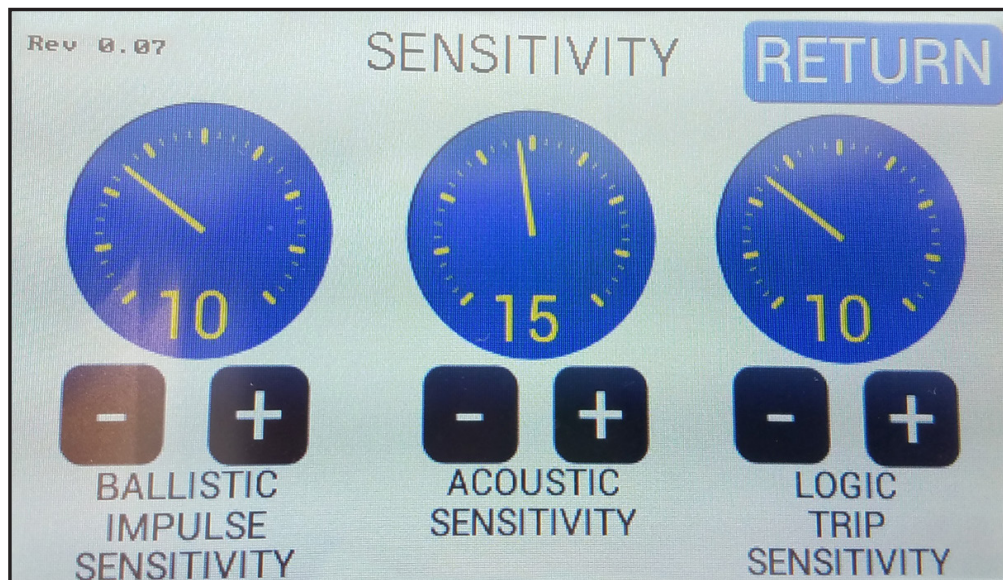 Rev 0.07
SENSITIVITY
RETURN
10
15
10
-
+
-
+
-
+
BALLISTIC
IMPULSE
SENSITIVITY
ACOUSTIC
SENSITIVITY
LOGIC
TRIP
SENSITIVITY